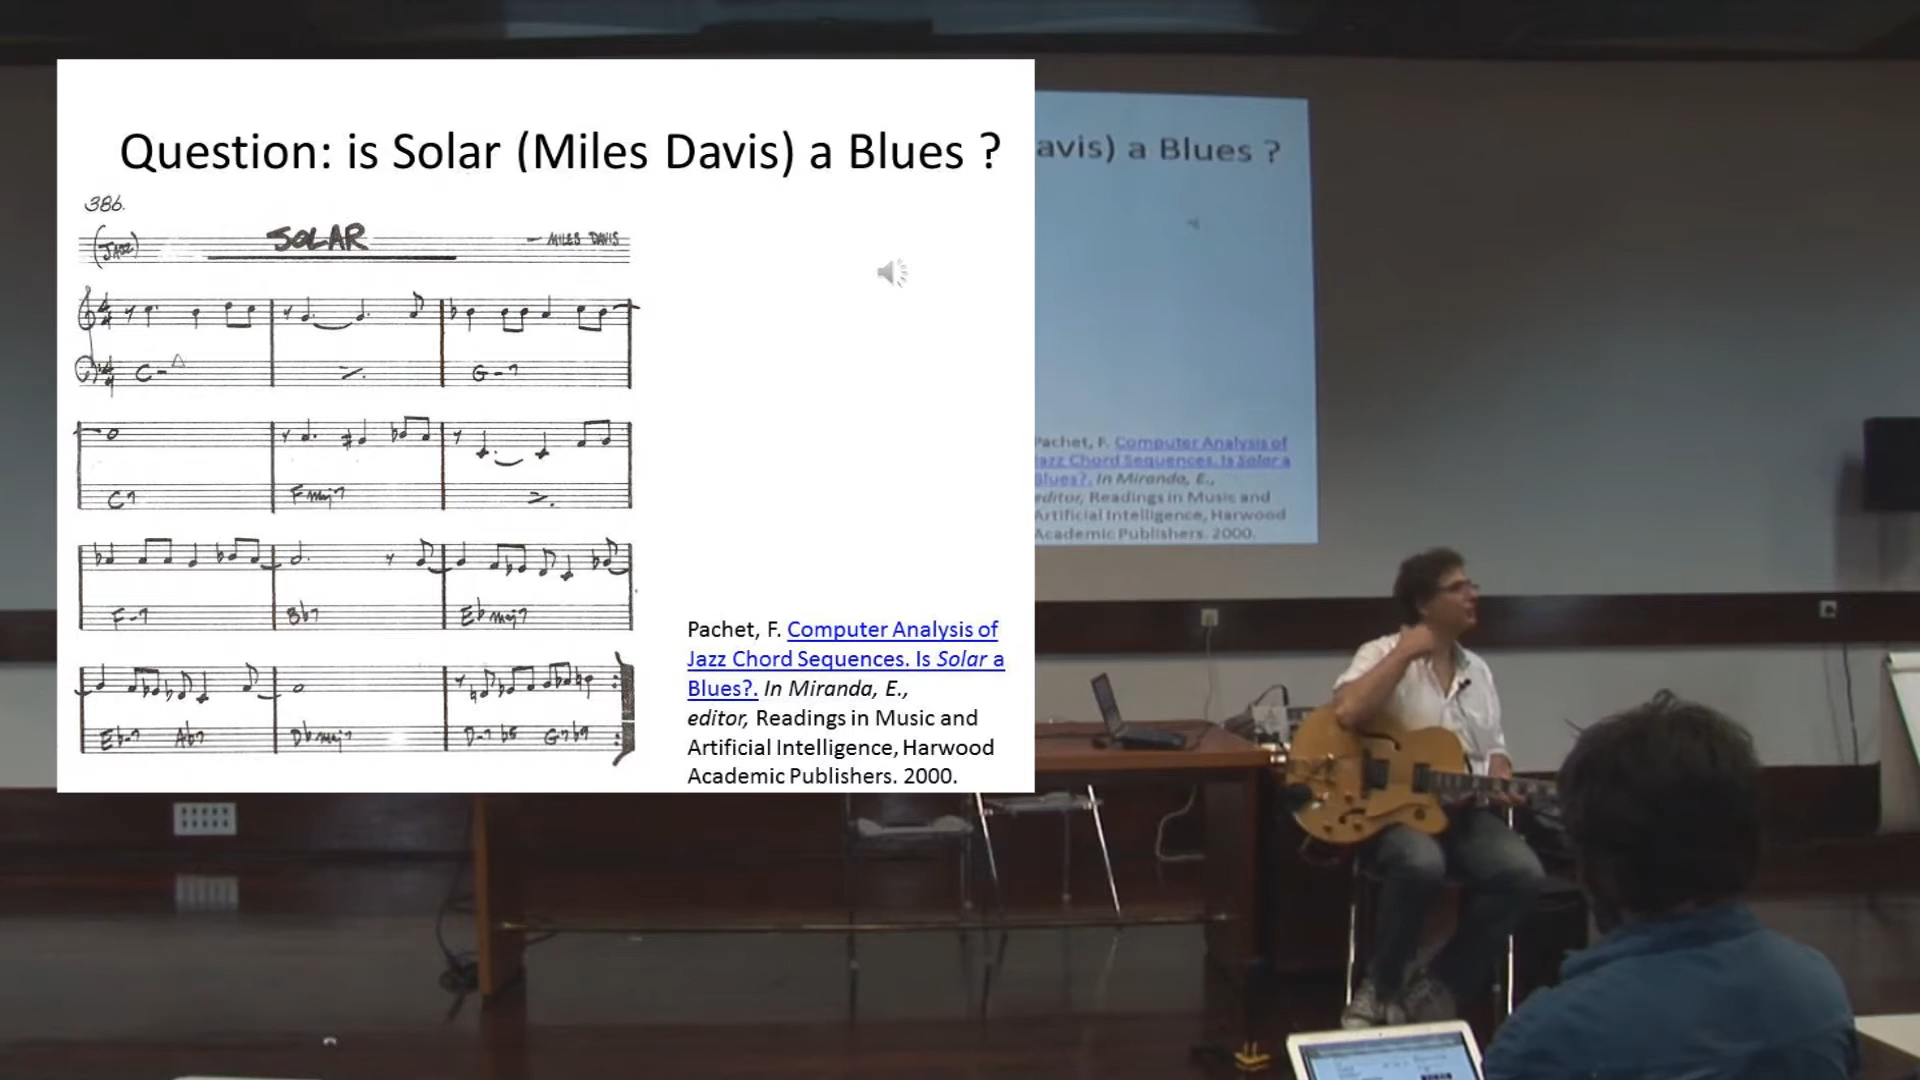 Question: is Solar (Miles Davis) a Blues ?
386.
(JAZZ)
SOLAR
— MILES DAVIS
C-△
G-7
C7
Fmaj7
F-7
Bb7
Ebmaj7
Eb-7 Ab7
Dbmaj7
D-7b5 G7b9
Pachet, F. Computer Analysis of
Jazz Chord Sequences. Is Solar a
Blues?. In Miranda, E.,
editor, Readings in Music and
Artificial Intelligence, Harwood
Academic Publishers. 2000.
avis) a Blues ?
Pachet, F. Computer Analysis of
Jazz Chord Sequences. Is Solar a
Blues?. In Miranda, E.,
editor, Readings in Music and
Artificial Intelligence, Harwood
Academic Publishers. 2000.